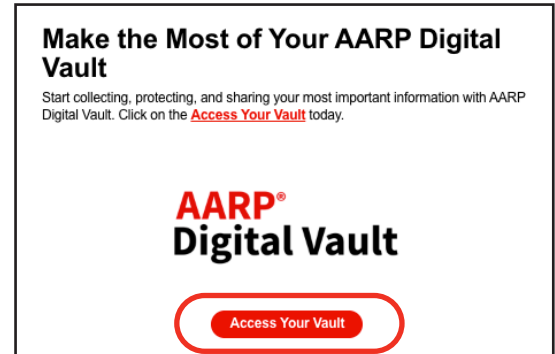 Make the Most of Your AARP Digital
Vault
Start collecting, protecting, and sharing your most important information with AARP
Digital Vault. Click on the Access Your Vault today.
AARP®
Digital Vault
Access Your Vault